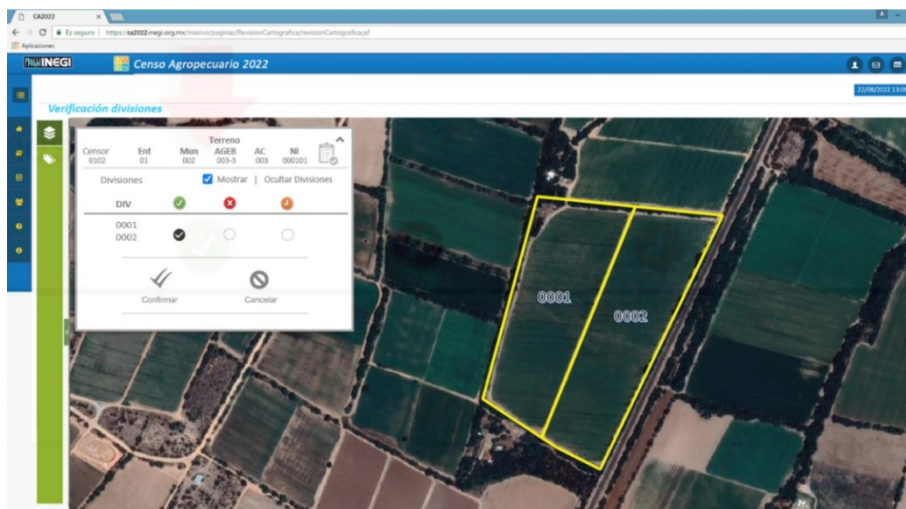 CA2022
Es seguro | https://ca2022.inegi.org.mx/masivo/paginas/RevisionCartografica/revisionCartografica.jsf
Aplicaciones
INEGI Censo Agropecuario 2022
22/08/2022 13:00
Verificación divisiones
Terreno
Censor Ent Mun AGEB AC NI
0102 01 002 003-3 003 000101
Divisiones Mostrar | Ocultar Divisiones
DIV
0001
0002
Confirmar Cancelar
0001
0002